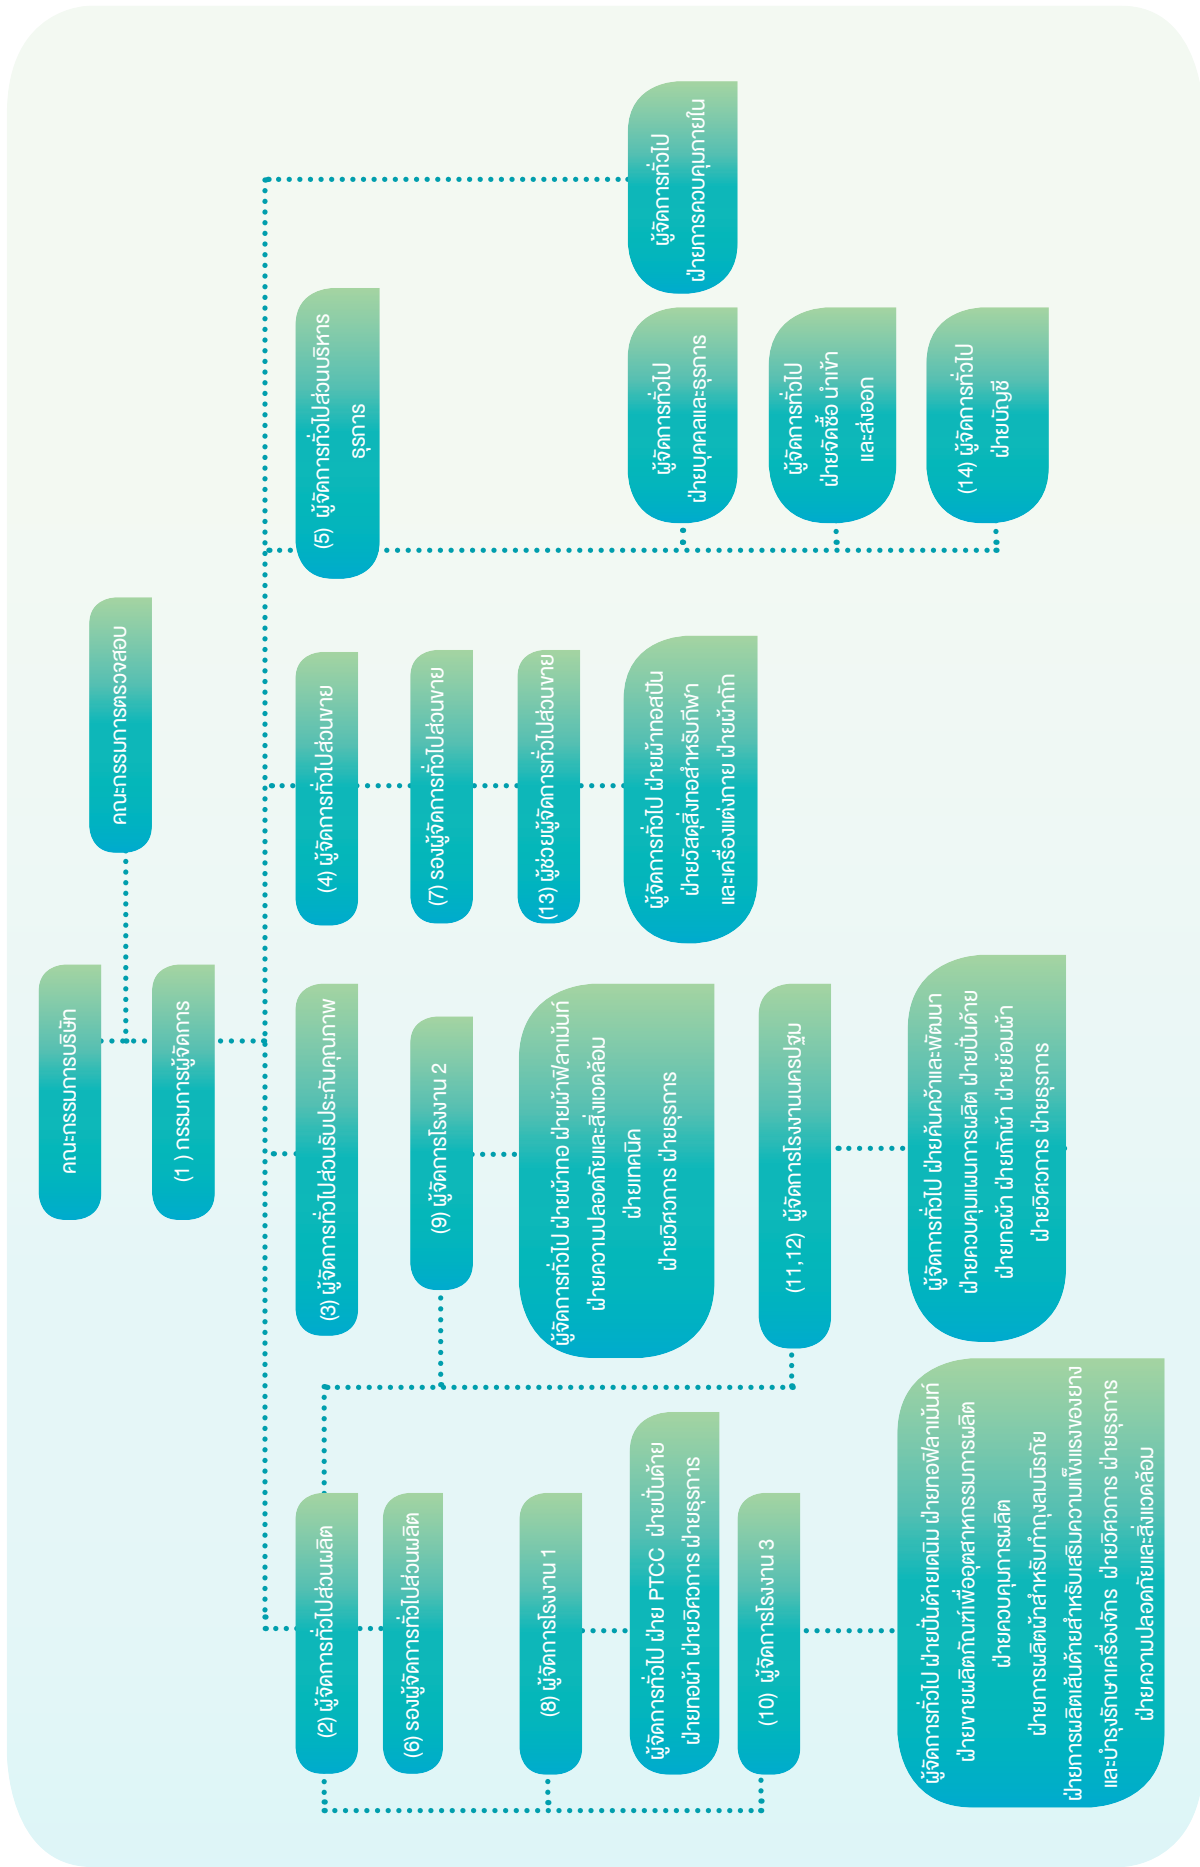 คณะกรรมการบริษัท
คณะกรรมการตรวจสอบ
(1 ) กรรมการผู้จัดการ
(2) ผู้จัดการทั่วไปส่วนผลิต
(3) ผู้จัดการทั่วไปส่วนรับประกันคุณภาพ
(4) ผู้จัดการทั่วไปส่วนขาย
(5) ผู้จัดการทั่วไปส่วนบริหาร
ธุรการ
(6) รองผู้จัดการทั่วไปส่วนผลิต
(9) ผู้จัดการโรงงาน 2
(7) รองผู้จัดการทั่วไปส่วนขาย
(8) ผู้จัดการโรงงาน 1
ผู้จัดการทั่วไป ฝ่ายผ้าทอ ฝ่ายผ้าฟิลาเม้นท์
ฝ่ายความปลอดภัยและสิ่งแวดล้อม
ฝ่ายเทคนิค
ฝ่ายวิศวการ ฝ่ายธุรการ
(13) ผู้ช่วยผู้จัดการทั่วไปส่วนขาย
ผู้จัดการทั่วไป ฝ่าย PTCC ฝ่ายปั่นด้าย
ฝ่ายทอผ้า ฝ่ายวิศวการ ฝ่ายธุรการ
ผู้จัดการทั่วไป ฝ่ายผ้าทอสปัน
ฝ่ายวัสดุสิ่งทอสำหรับกีฬา
และเครื่องแต่งกาย ฝ่ายผ้าถัก
ผู้จัดการทั่วไป
ฝ่ายบุคคลและธุรการ
ผู้จัดการทั่วไป
ฝ่ายการควบคุมภายใน
(10) ผู้จัดการโรงงาน 3
(11,12) ผู้จัดการโรงงานนครปฐม
ผู้จัดการทั่วไป
ฝ่ายจัดซื้อ นำเข้า
และส่งออก
ผู้จัดการทั่วไป ฝ่ายปั่นด้ายเดนิม ฝ่ายทอฟิลาเม้นท์
ฝ่ายขายผลิตภัณฑ์เพื่ออุตสาหกรรมการผลิต
ฝ่ายควบคุมการผลิต
ฝ่ายการผลิตผ้าสำหรับทำถุงลมนิรภัย
ฝ่ายการผลิตเส้นด้ายสำหรับเสริมความแข็งแรงของยาง
และบำรุงรักษาเครื่องจักร ฝ่ายวิศวการ ฝ่ายธุรการ
ฝ่ายความปลอดภัยและสิ่งแวดล้อม
ผู้จัดการทั่วไป ฝ่ายค้นคว้าและพัฒนา
ฝ่ายควบคุมแผนการผลิต ฝ่ายปั่นด้าย
ฝ่ายทอผ้า ฝ่ายถักผ้า ฝ่ายย้อมผ้า
ฝ่ายวิศวการ ฝ่ายธุรการ
(14) ผู้จัดการทั่วไป
ฝ่ายบัญชี